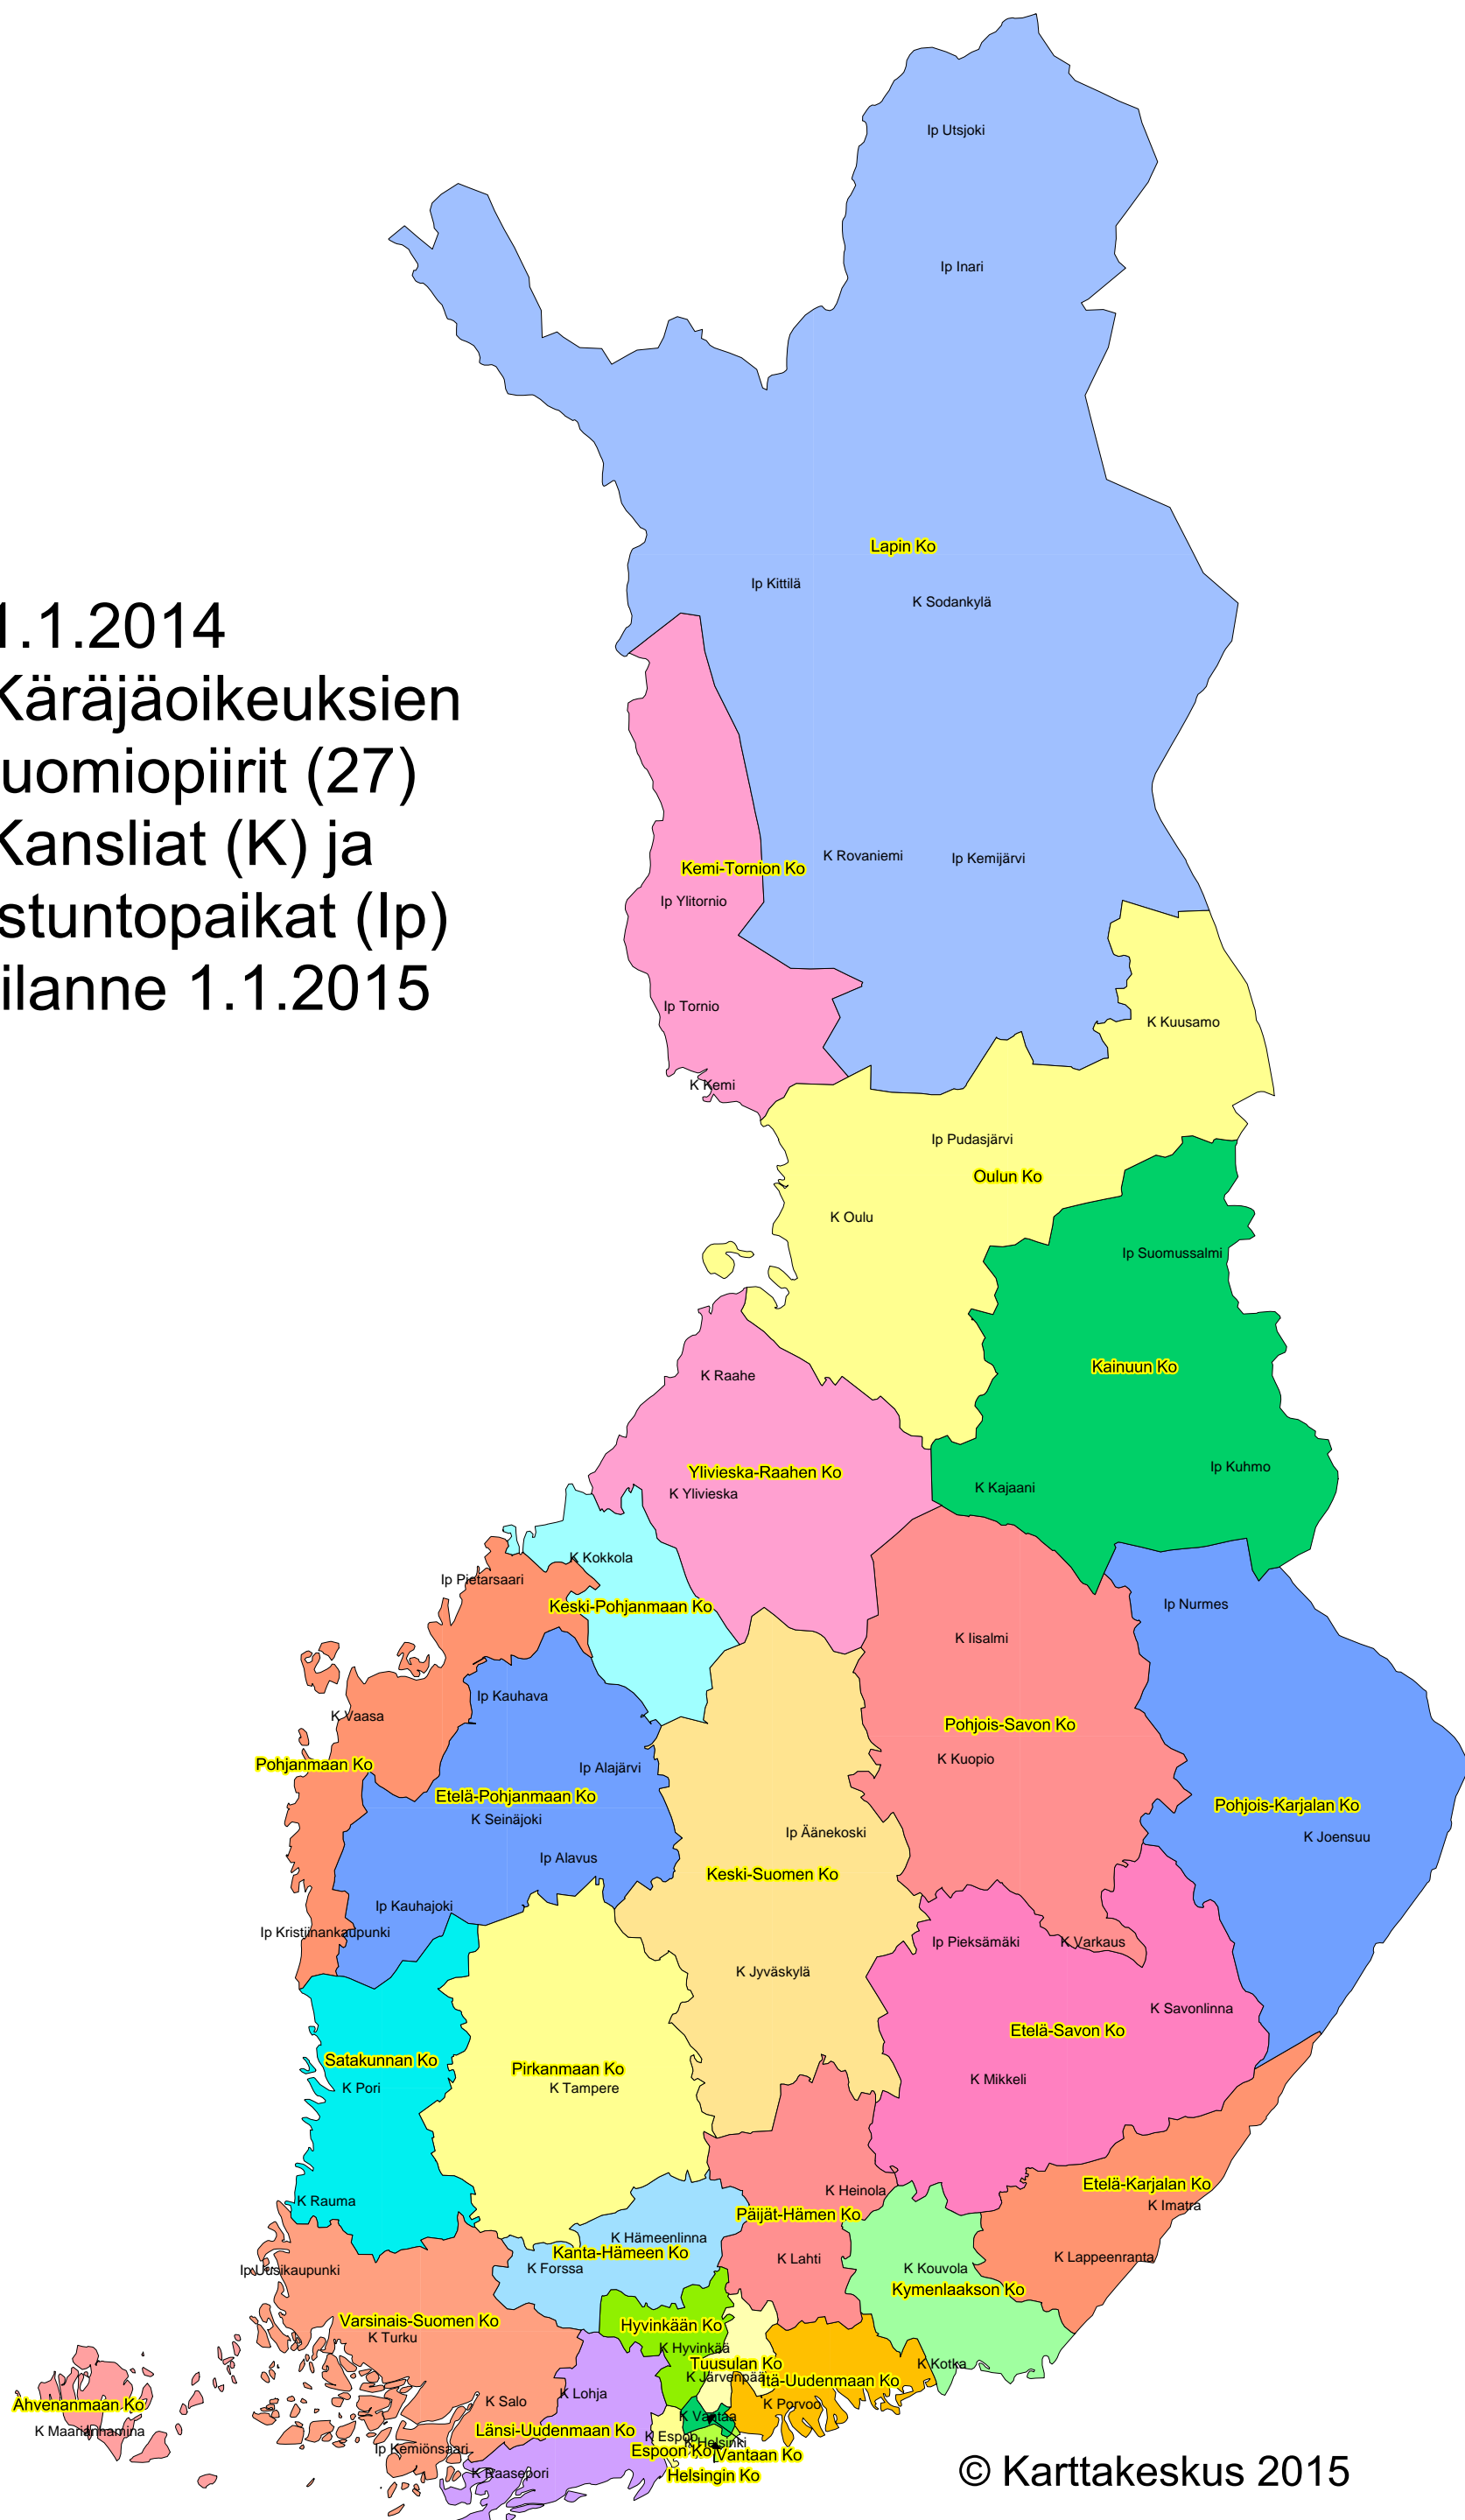 Ip Utsjoki
Ip Inari
Lapin Ko
Ip Kittilä
K Sodankylä
1.1.2014
Käräjäoikeuksien
uomiopiirit (27)
Kansliat (K) ja
stuntopaikat (Ip)
ilanne 1.1.2015
K Rovaniemi
Ip Kemijärvi
Kemi-Tornion Ko
Ip Ylitornio
Ip Tornio
K Kuusamo
K Kemi
Ip Pudasjärvi
Oulun Ko
K Oulu
Ip Suomussalmi
Kainuun Ko
K Raahe
Ip Kuhmo
Ylivieska-Raahen Ko
K Kajaani
K Ylivieska
K Kokkola
Ip Pietarsaari
Ip Nurmes
Keski-Pohjanmaan Ko
K Iisalmi
Ip Kauhava
K Vaasa
Pohjois-Savon Ko
K Kuopio
Pohjanmaan Ko
Ip Alajärvi
Etelä-Pohjanmaan Ko
Pohjois-Karjalan Ko
K Seinäjoki
Ip Äänekoski
K Joensuu
Ip Alavus
Keski-Suomen Ko
Ip Kauhajoki
Ip Kristiinankaupunki
Ip Pieksämäki
K Varkaus
K Jyväskylä
K Savonlinna
Etelä-Savon Ko
Satakunnan Ko
Pirkanmaan Ko
K Mikkeli
K Pori
K Tampere
Etelä-Karjalan Ko
K Heinola
K Rauma
K Imatra
Päijät-Hämen Ko
K Hämeenlinna
Kanta-Hämeen Ko
K Lappeenranta
K Lahti
K Forssa
K Kouvola
Ip Uusikaupunki
Kymenlaakson Ko
Varsinais-Suomen Ko
Hyvinkään Ko
K Turku
K Hyvinkää
Tuusulan Ko
K Kotka
K Järvenpää
Itä-Uudenmaan Ko
K Lohja
K Salo
K Porvoo
Ahvenanmaan Ko
K Vantaa
Länsi-Uudenmaan Ko
K Maarianhamina
K Espoo
K Helsinki
Ip Kemiönsaari
Espoon Ko
Vantaan Ko
K Raasepori
Helsingin Ko
© Karttakeskus 2015